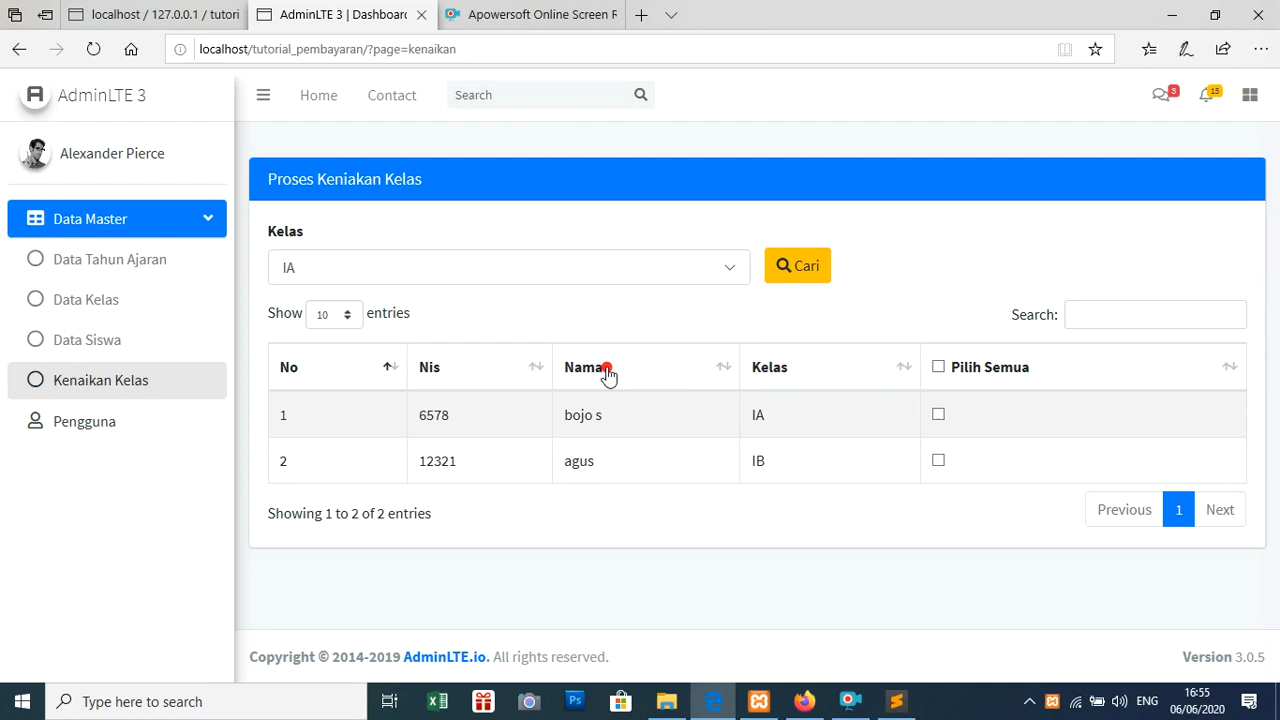 localhost / 127.0.0.1 / tutori
AdminLTE 3 | Dashboard
Apowersoft Online Screen R
localhost/tutorial_pembayaran/?page=kenaikan
AdminLTE 3
Home
Contact
Search
3
15
Alexander Pierce
Data Master
Data Tahun Ajaran
Data Kelas
Data Siswa
Kenaikan Kelas
Pengguna
Proses Keniakan Kelas
Kelas
IA
Cari
Show 10 entries
Search:
No Nis Nama Kelas Pilih Semua
1 6578 bojo s IA
2 12321 agus IB
Showing 1 to 2 of 2 entries
Previous 1 Next
Copyright © 2014-2019 AdminLTE.io. All rights reserved.
Version 3.0.5
Type here to search
Ps
ENG
16:55
06/06/2020